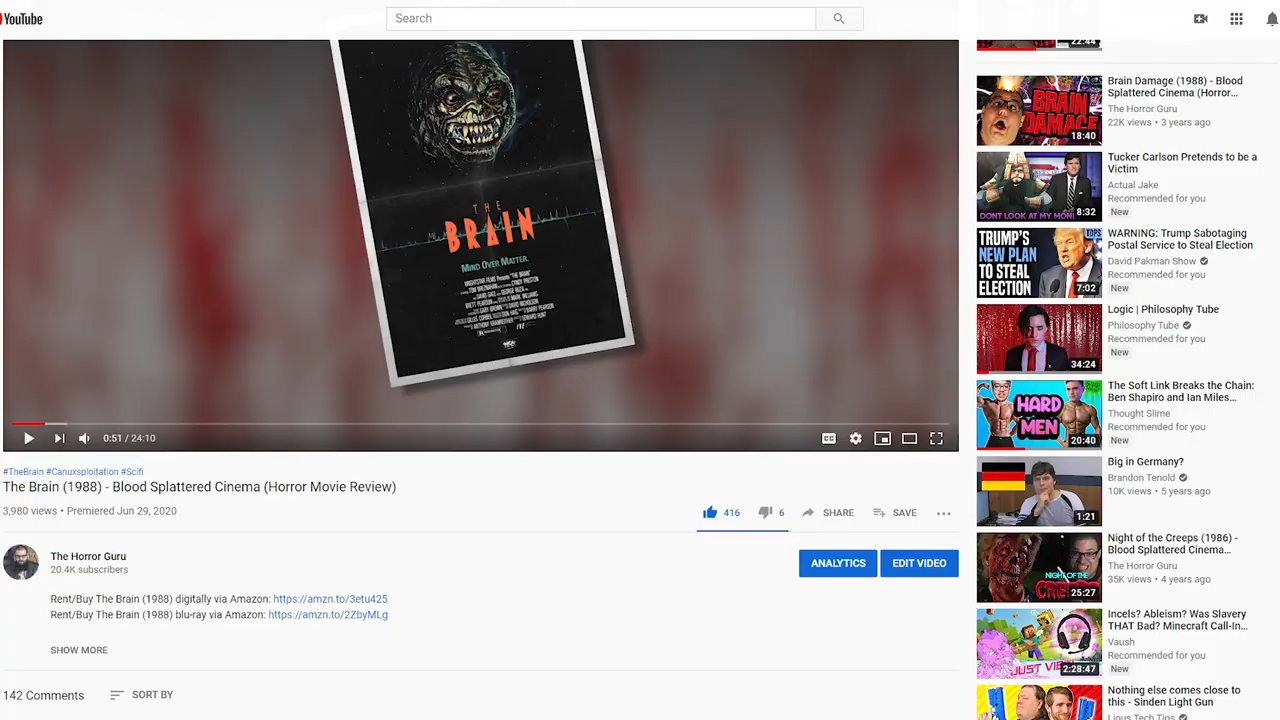 YouTube
Search
22:44
THE
BRAIN
MIND OVER MATTER.
0:51 / 24:10
#TheBrain #Canuxsploitation #Scifi
The Brain (1988) - Blood Splattered Cinema (Horror Movie Review)
3,980 views • Premiered Jun 29, 2020
416
6
SHARE
SAVE
The Horror Guru
20.4K subscribers
ANALYTICS
EDIT VIDEO
Rent/Buy The Brain (1988) digitally via Amazon: https://amzn.to/3etu425
Rent/Buy The Brain (1988) blu-ray via Amazon: https://amzn.to/2ZbyMLg
SHOW MORE
142 Comments
SORT BY
BRAIN
DAMAGE
18:40
Brain Damage (1988) - Blood
Splattered Cinema (Horror...
The Horror Guru
22K views • 3 years ago
DONT LOOK AT MY MON
8:32
Tucker Carlson Pretends to be a
Victim
Actual Jake
Recommended for you
New
TRUMP'S
NEW PLAN
TO STEAL
ELECTION
7:02
WARNING: Trump Sabotaging
Postal Service to Steal Election
David Pakman Show
Recommended for you
New
34:24
Logic | Philosophy Tube
Philosophy Tube
Recommended for you
New
HARD
MEN
20:40
The Soft Link Breaks the Chain:
Ben Shapiro and Ian Miles...
Thought Slime
Recommended for you
New
1:21
Big in Germany?
Brandon Tenold
10K views • 5 years ago
NIGHT OF THE
CREEPS
25:27
Night of the Creeps (1986) -
Blood Splattered Cinema...
The Horror Guru
35K views • 4 years ago
JUST VI
2:28:47
Incels? Ableism? Was Slavery
THAT Bad? Minecraft Call-In...
Vaush
Recommended for you
New
Nothing else comes close to
this - Sinden Light Gun
Linus Tech Tips